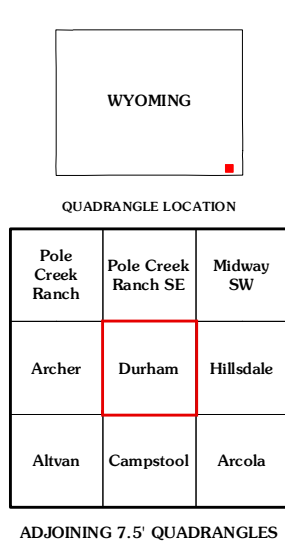 WYOMING
QUADRANGLE LOCATION
Pole
Creek
Ranch
Pole Creek
Ranch SE
Midway
SW
Archer
Durham
Hillsdale
Altvan
Campstool
Arcola
ADJOINING 7.5' QUADRANGLES